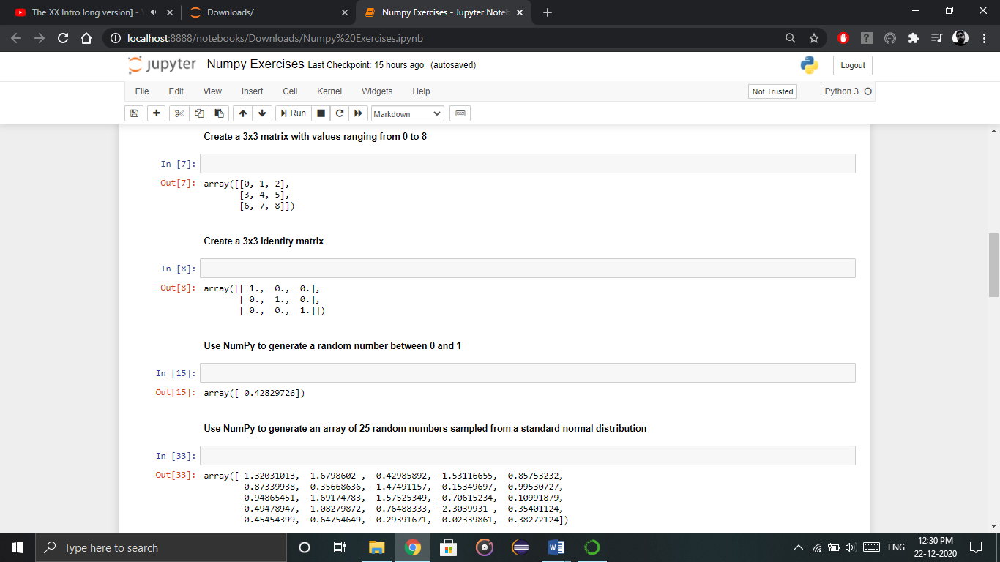 The XX Intro long version] -
Downloads/
Numpy Exercises - Jupyter Noteb
localhost:8888/notebooks/Downloads/Numpy%20Exercises.ipynb
jupyter Numpy Exercises Last Checkpoint: 15 hours ago (autosaved)
Logout
File Edit View Insert Cell Kernel Widgets Help
Not Trusted
Python 3
Run
Markdown
Create a 3x3 matrix with values ranging from 0 to 8
In [7]:
Out[7]: array([[0, 1, 2],
[3, 4, 5],
[6, 7, 8]])
Create a 3x3 identity matrix
In [8]:
Out[8]: array([[ 1., 0., 0.],
[ 0., 1., 0.],
[ 0., 0., 1.]])
Use NumPy to generate a random number between 0 and 1
In [15]:
Out[15]: array([ 0.42829726])
Use NumPy to generate an array of 25 random numbers sampled from a standard normal distribution
In [33]:
Out[33]: array([ 1.32031013, 1.6798602 , -0.42985892, -1.53116655, 0.85753232,
0.87339938, 0.35668636, -1.47491157, 0.15349697, 0.99530727,
-0.94865451, -1.69174783, 1.57525349, -0.70615234, 0.10991879,
-0.49478947, 1.08279872, 0.76488333, -2.3039931 , 0.35401124,
-0.45454399, -0.64754649, -0.29391671, 0.02339861, 0.38272124])
Type here to search
ENG
12:30 PM
22-12-2020